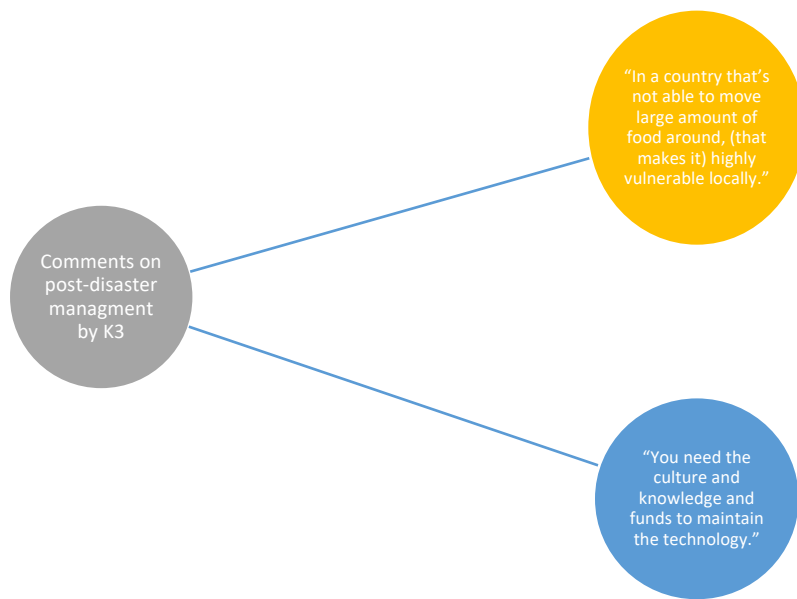 Comments on
post-disaster
managment
by K3
“In a country that’s
not able to move
large amount of
food around, (that
makes it) highly
vulnerable locally.”
“You need the
culture and
knowledge and
funds to maintain
the technology.”